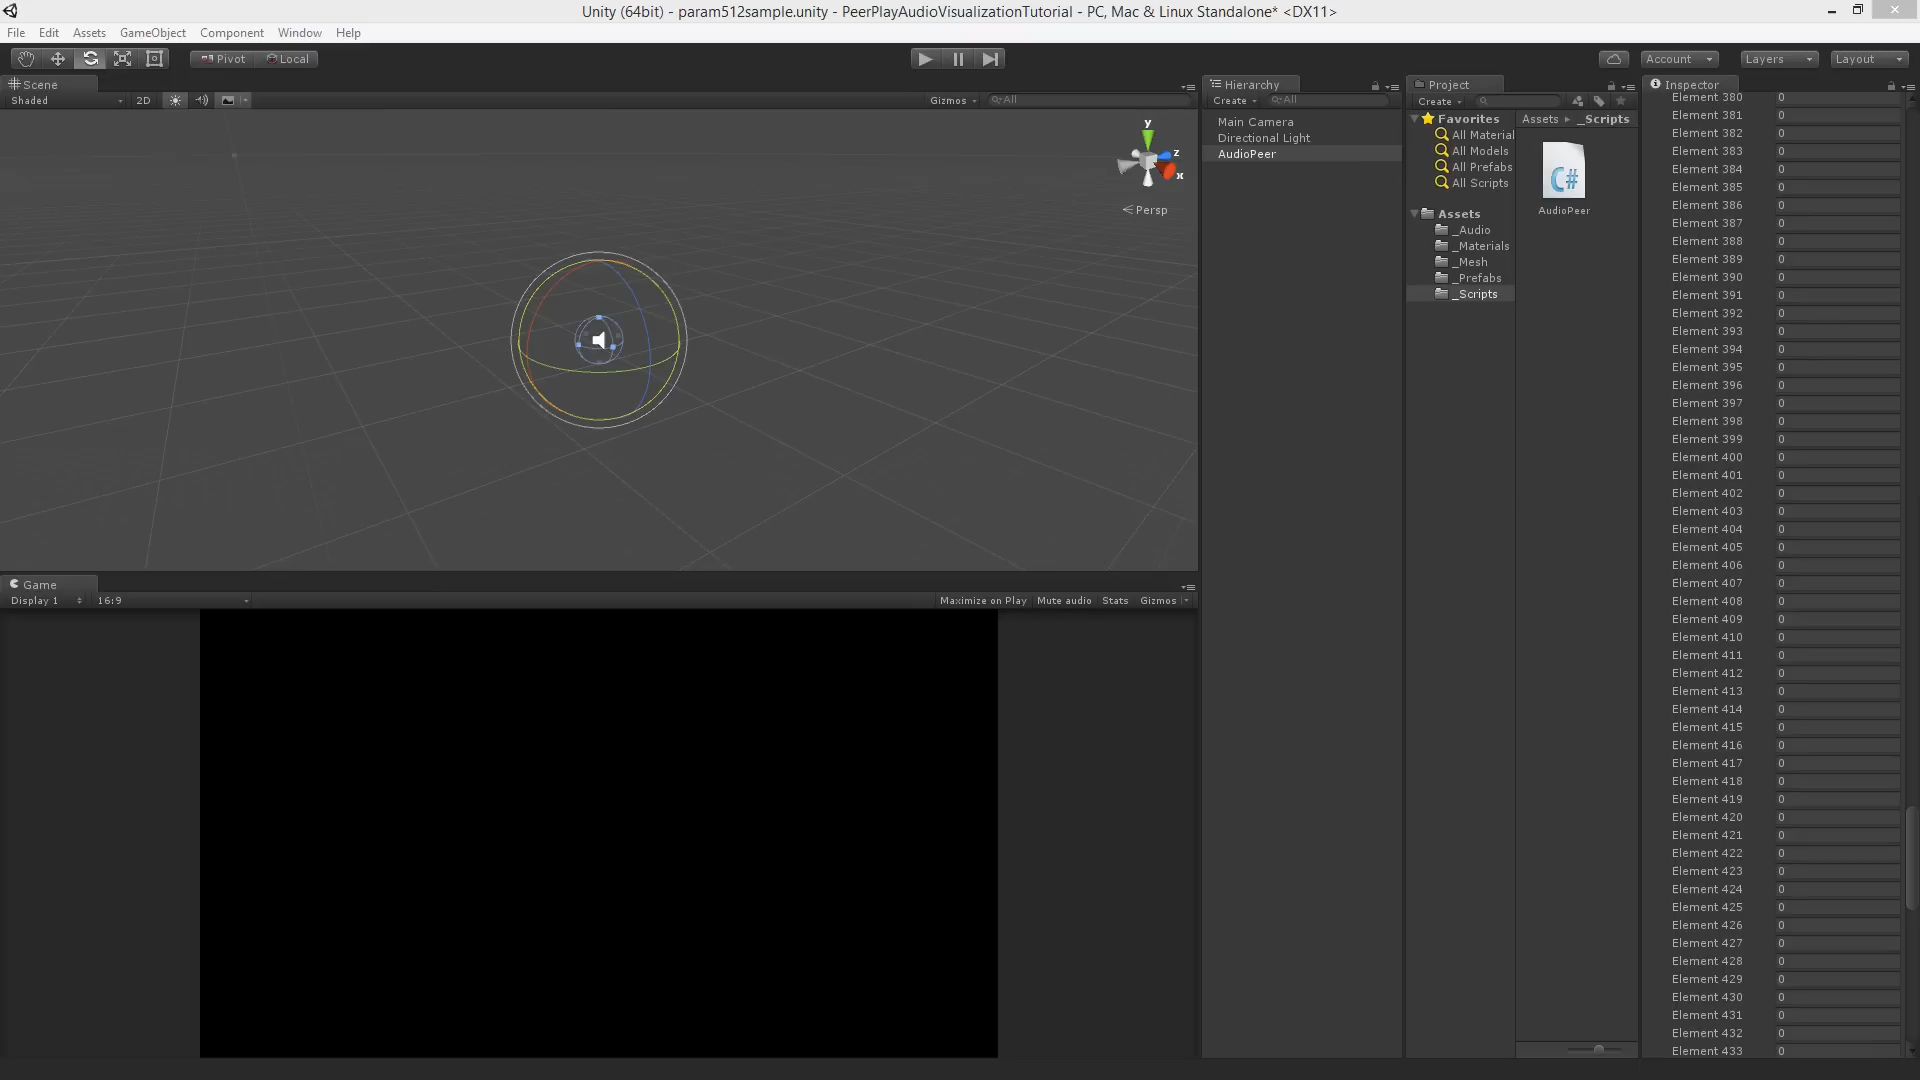 Unity (64bit) - param512sample.unity - PeerPlayAudioVisualizationTutorial - PC, Mac & Linux Standalone* <DX11>
File Edit Assets GameObject Component Window Help
Pivot Local Account Layers Layout
Scene
Shaded 2D Gizmos All
y
z
x
Persp
Game
Display 1 16:9 Maximize on Play Mute audio Stats Gizmos
Hierarchy
Create All
Main Camera
Directional Light
AudioPeer
Project
Create
Favorites
All Material
All Models
All Prefabs
All Scripts
Assets
_Audio
_Materials
_Mesh
_Prefabs
_Scripts
Assets _Scripts
C#
AudioPeer
Inspector
Element 380 0
Element 381 0
Element 382 0
Element 383 0
Element 384 0
Element 385 0
Element 386 0
Element 387 0
Element 388 0
Element 389 0
Element 390 0
Element 391 0
Element 392 0
Element 393 0
Element 394 0
Element 395 0
Element 396 0
Element 397 0
Element 398 0
Element 399 0
Element 400 0
Element 401 0
Element 402 0
Element 403 0
Element 404 0
Element 405 0
Element 406 0
Element 407 0
Element 408 0
Element 409 0
Element 410 0
Element 411 0
Element 412 0
Element 413 0
Element 414 0
Element 415 0
Element 416 0
Element 417 0
Element 418 0
Element 419 0
Element 420 0
Element 421 0
Element 422 0
Element 423 0
Element 424 0
Element 425 0
Element 426 0
Element 427 0
Element 428 0
Element 429 0
Element 430 0
Element 431 0
Element 432 0
Element 433 0